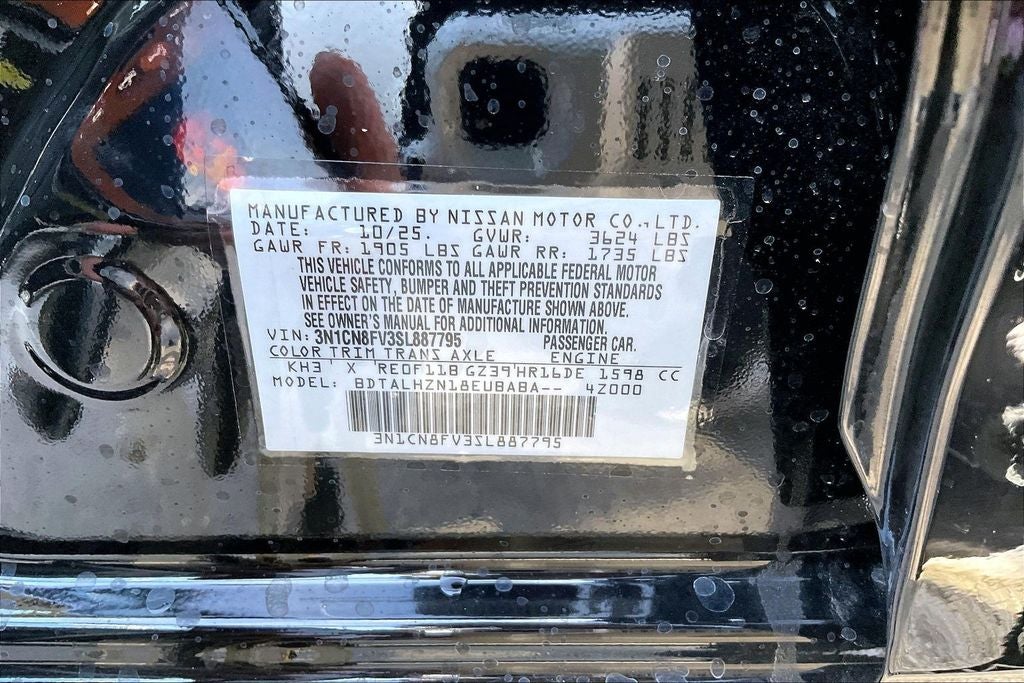 MANUFACTURED BY NISSAN MOTOR CO., LTD.
DATE: 10/25. GVWR: 3624 LBS
GAWR FR: 1905 LBS GAWR RR: 1735 LBS
THIS VEHICLE CONFORMS TO ALL APPLICABLE FEDERAL MOTOR
VEHICLE SAFETY, BUMPER AND THEFT PREVENTION STANDARDS
IN EFFECT ON THE DATE OF MANUFACTURE SHOWN ABOVE.
SEE OWNER'S MANUAL FOR ADDITIONAL INFORMATION.
VIN: 3N1CN8FV3SL887795 PASSENGER CAR.
COLOR TRIM TRANS AXLE ENGINE
KH3 X RE0F11B GZ39 HR16DE 1598 CC
MODEL: BDTALHZN18EUBABA-- 4Z000
3N1CN8FV3SL887795